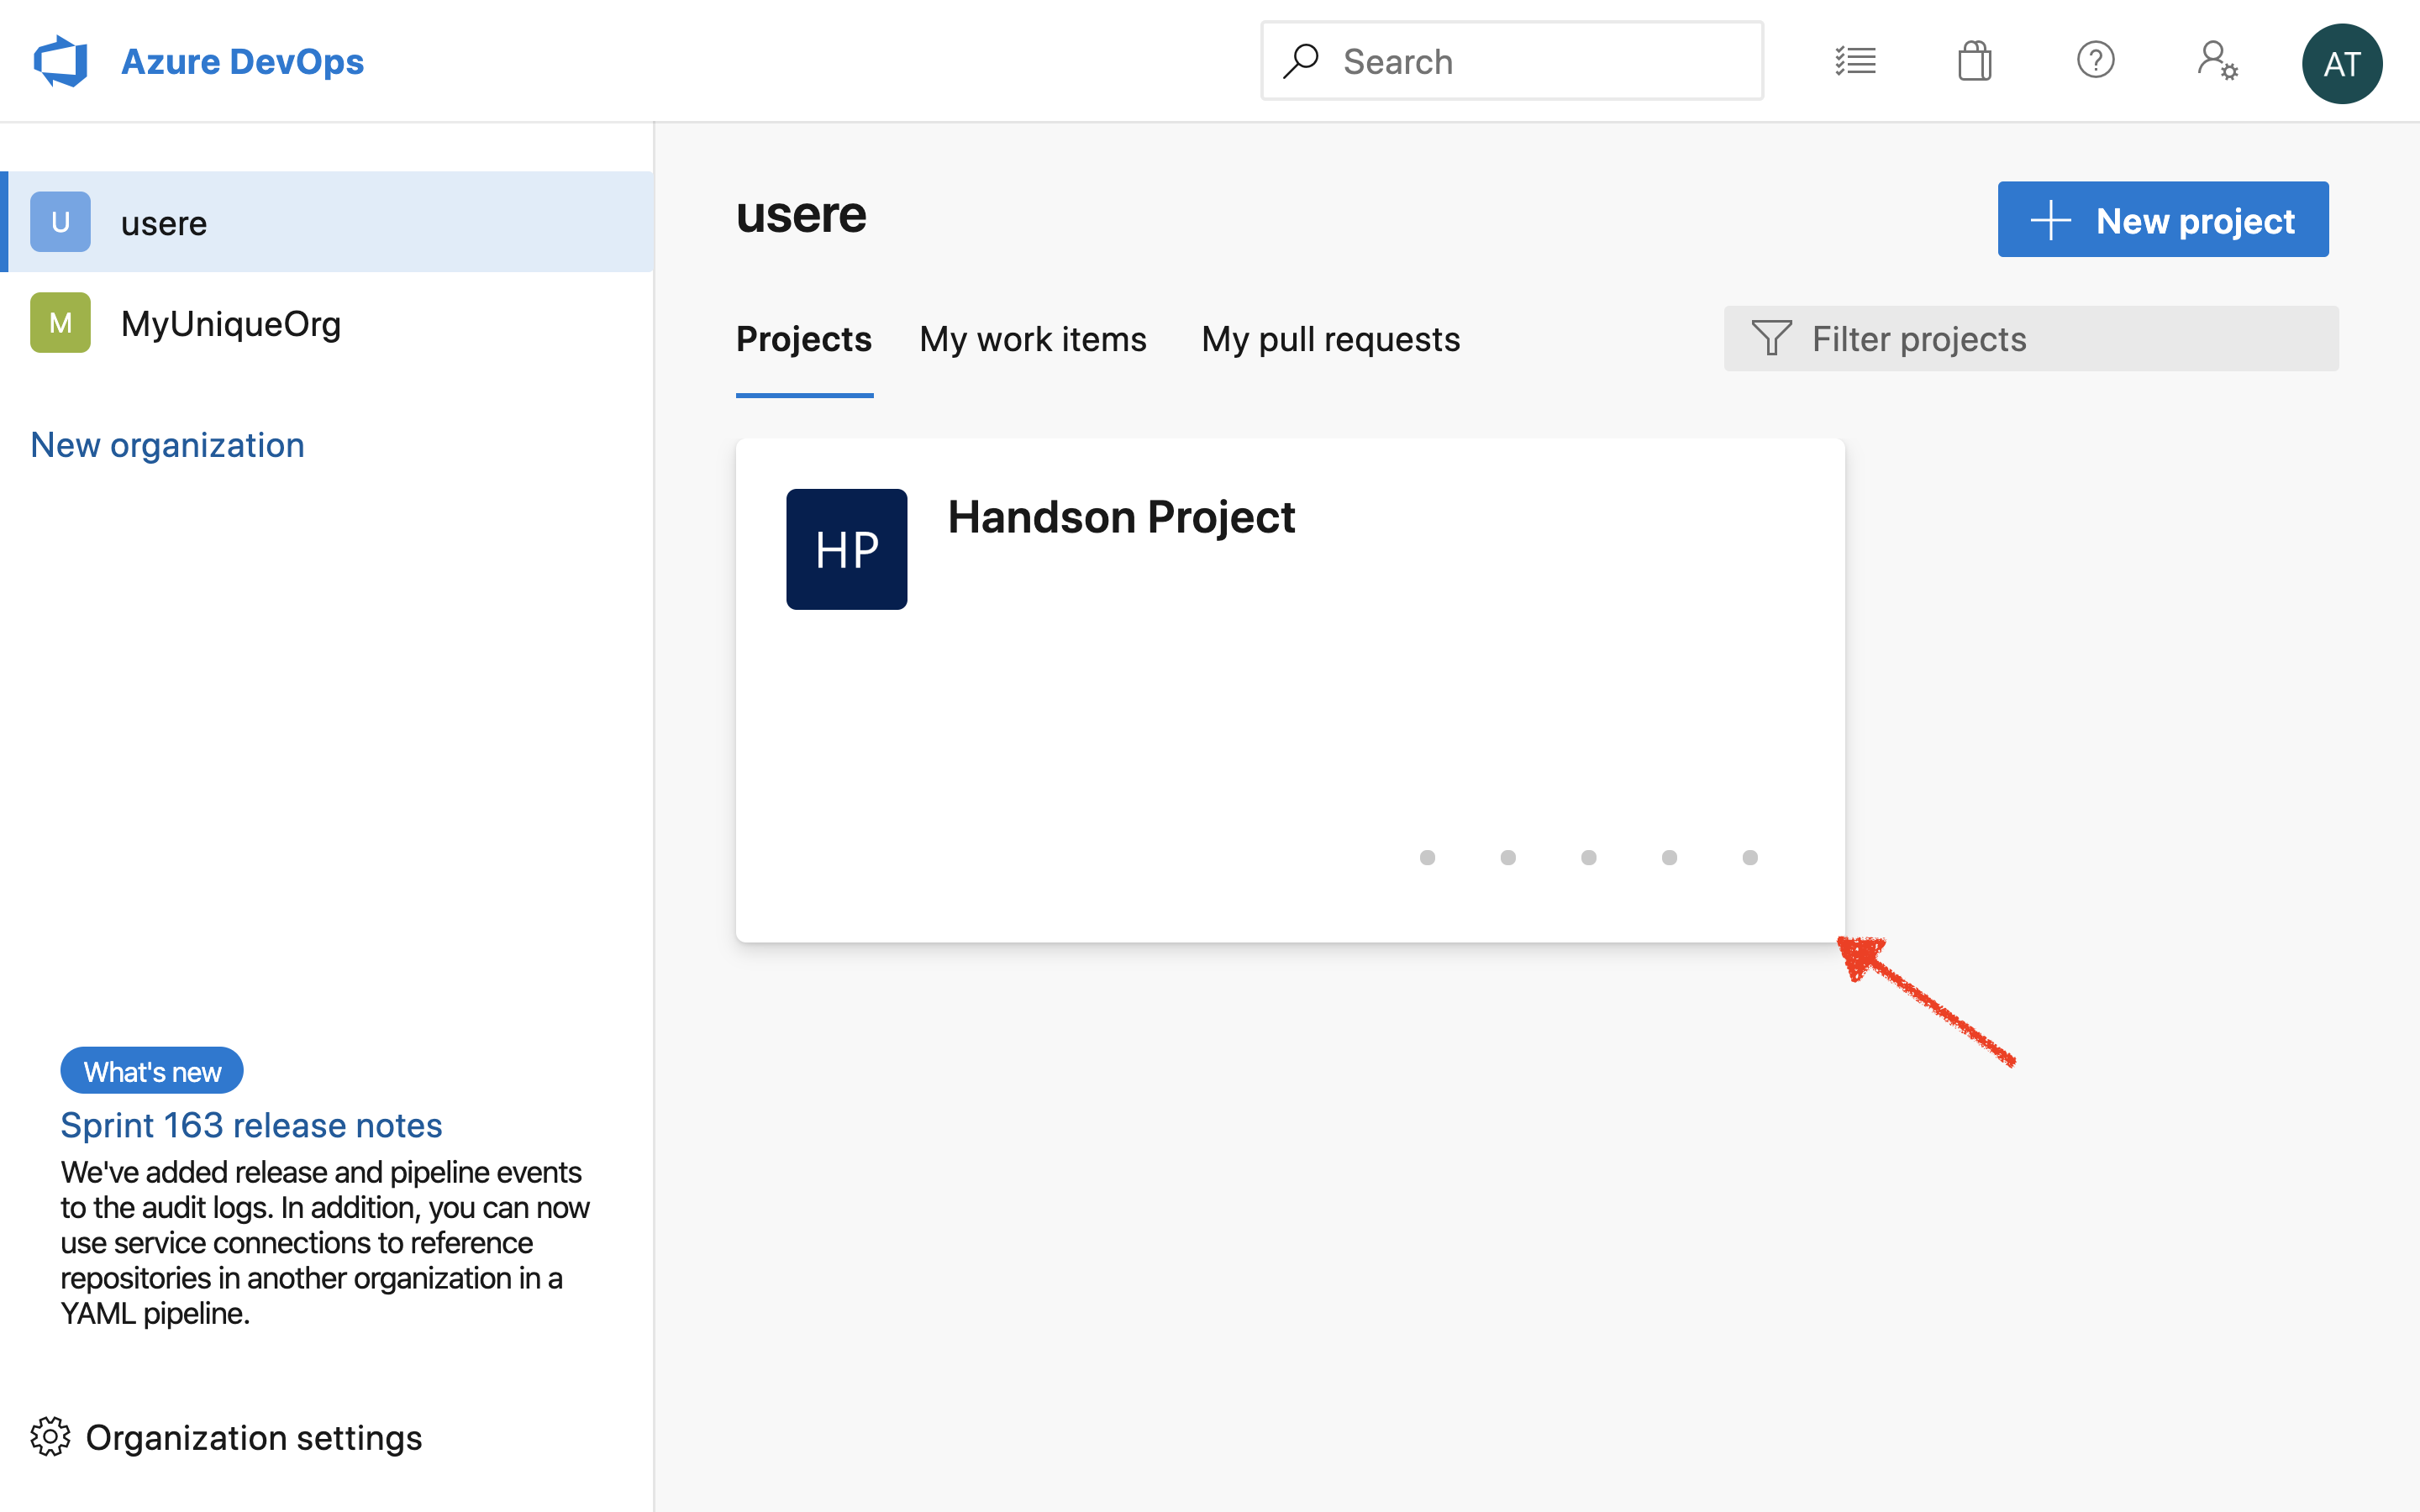 Azure DevOps
Search
?
AT
U
usere
M
MyUniqueOrg
New organization
What's new
Sprint 163 release notes
We've added release and pipeline events
to the audit logs. In addition, you can now
use service connections to reference
repositories in another organization in a
YAML pipeline.
Organization settings
usere
New project
Projects
My work items
My pull requests
Filter projects
HP
Handson Project